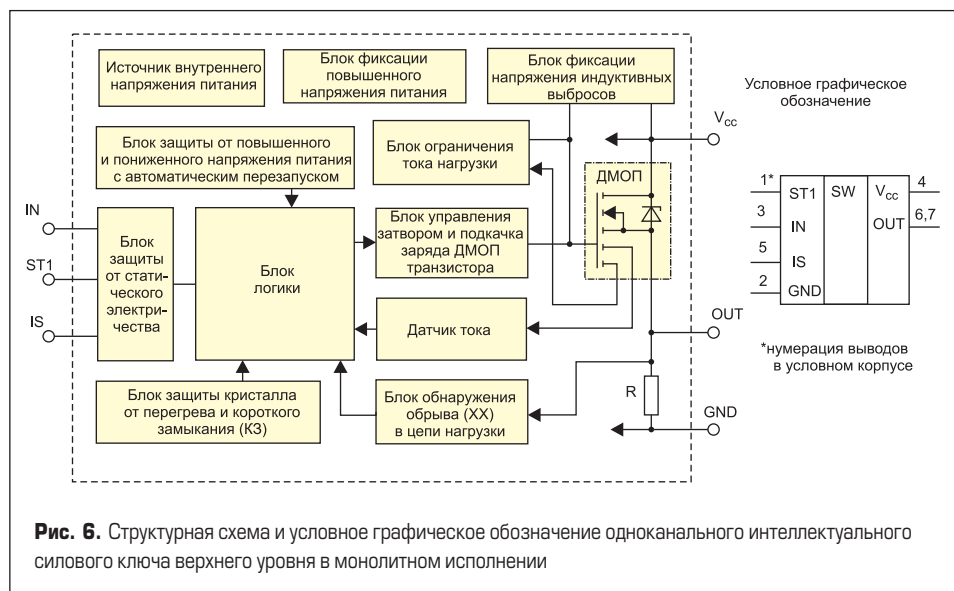 Источник внутреннего
напряжения питания
Блок фиксации
повышенного
напряжения питания
Блок фиксации
напряжения индуктивных
выбросов
Условное графическое
обозначение
Блок защиты от повышенного
и пониженного напряжения питания
с автоматическим перезапуском
Блок ограничения
тока нагрузки
Vcc
ДМОП
IN
ST1
IS
Блок
защиты
от стати-
ческого
электри-
чества
Блок
логики
Блок управления
затвором и подкачка
заряда ДМОП
транзистора
Датчик тока
OUT
Блок защиты кристалла
от перегрева и короткого
замыкания (КЗ)
Блок обнаружения
обрыва (ХХ)
в цепи нагрузки
R
GND
1* ST1 SW Vcc 4
3 IN OUT 6,7
5 IS
2 GND
*нумерация выводов
в условном корпусе
Рис. 6. Структурная схема и условное графическое обозначение одноканального интеллектуального
силового ключа верхнего уровня в монолитном исполнении